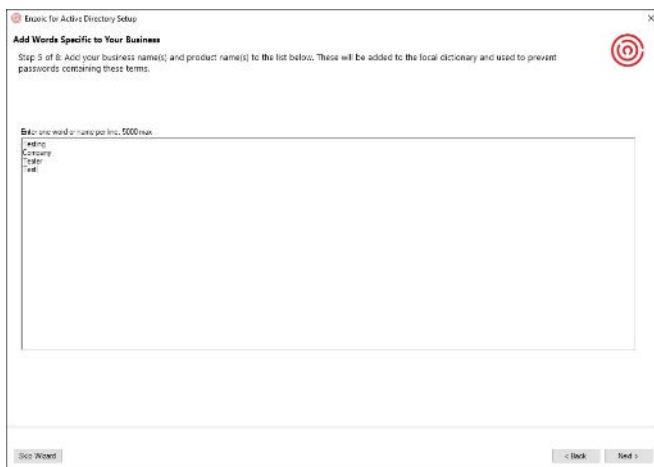 Enzoic for Active Directory Setup
Add Words Specific to Your Business
Step 5 of 8: Add your business name(s) and product name(s) to the list below. These will be added to the local dictionary and used to prevent
passwords containing these terms.
Enter one word or name per line. 5000 max
Testing
Company
Tester
Test
Skip Wizard
< Back
Next >